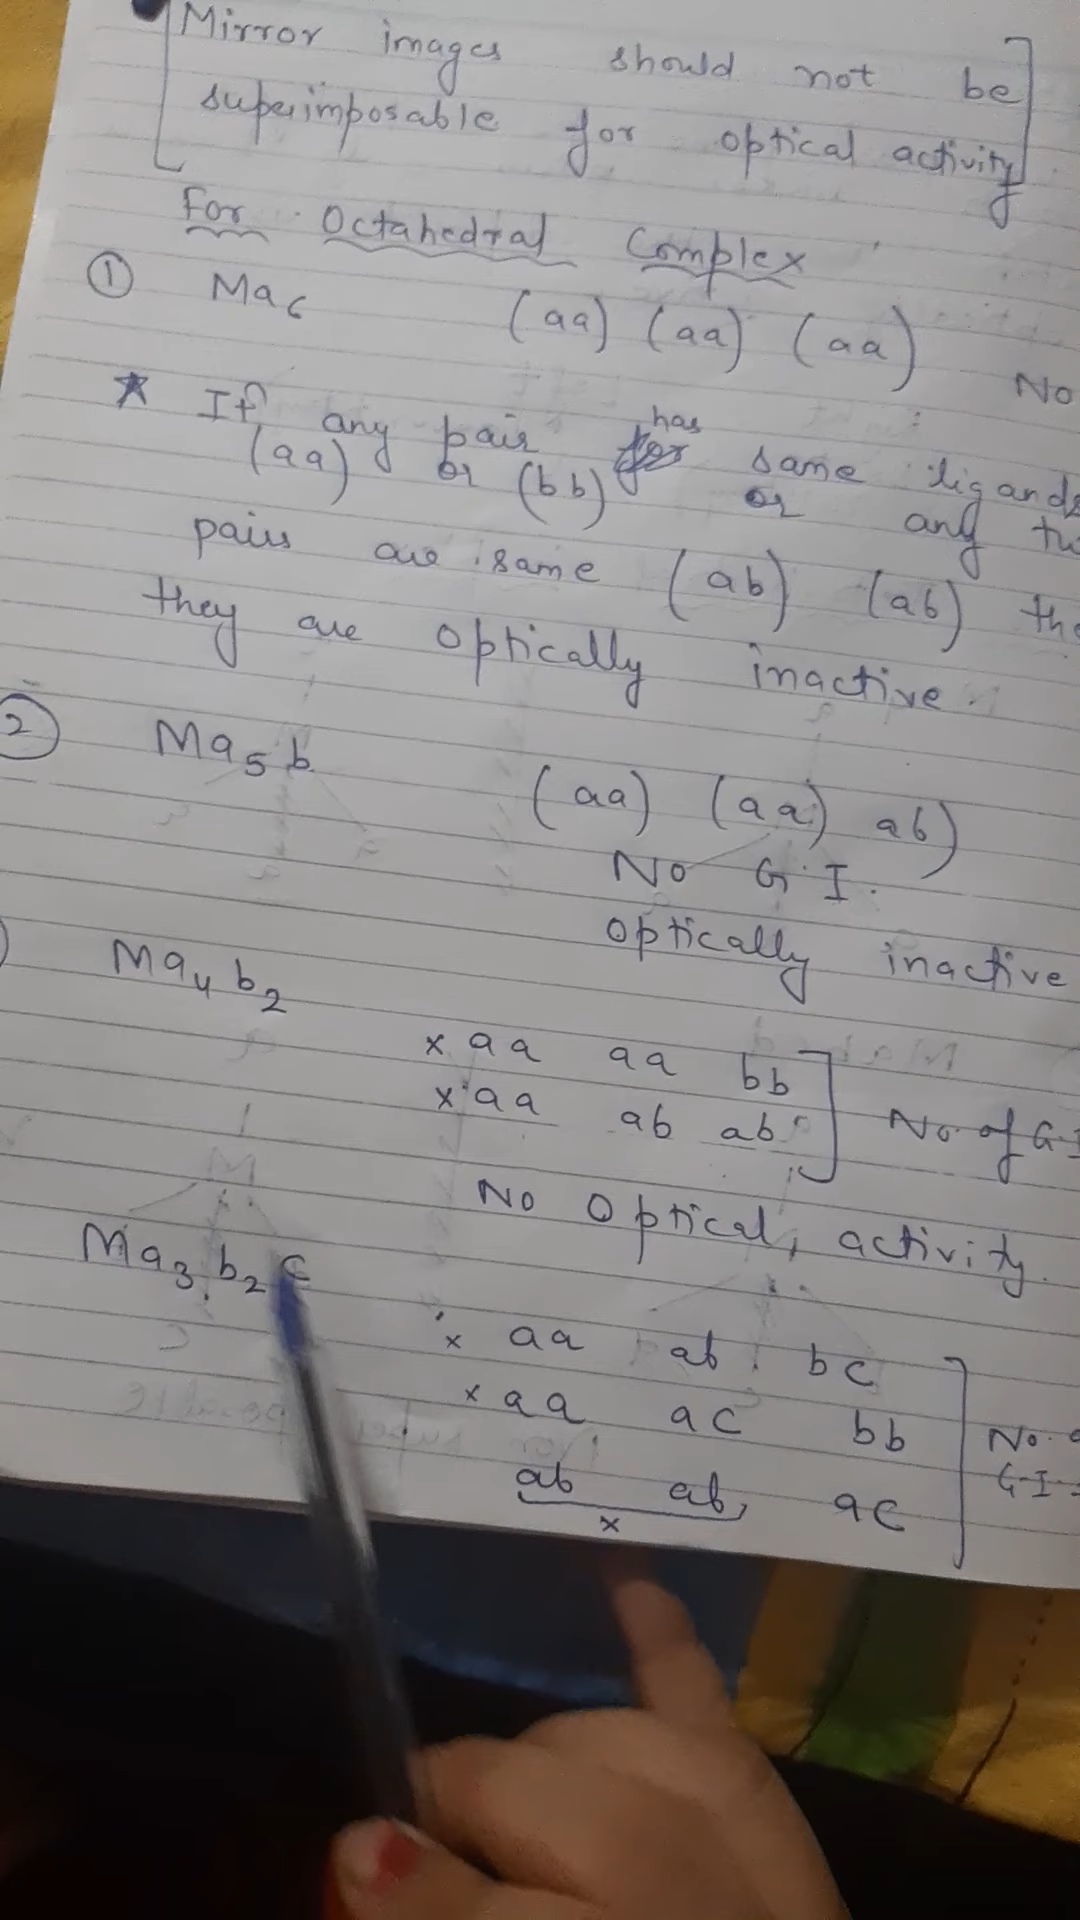 Mirror images should not be
superimposable for optical activity
For Octahedral Complex
① Ma6 (aa) (aa) (aa)
No
★ If any pair has same ligands
(aa) or (bb) or any
pairs are same (ab) (ab)
they are optically inactive.
2 Ma5b (aa) (aa) ab)
No G.I.
optically inactive
Ma4b2
x aa aa bb
x aa ab ab
No of G.I
No Optical activity.
Ma3b2c
x aa ab bc
x aa ac bb
No.
G.I
ab ab ac
x